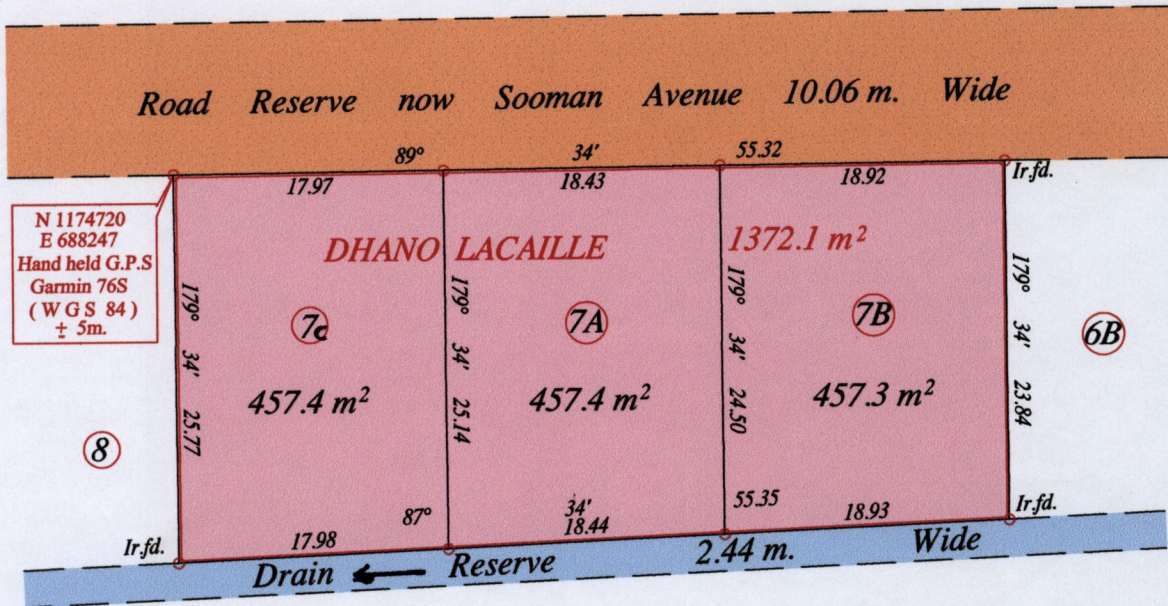 Road Reserve now Sooman Avenue 10.06 m. Wide
89° 34' 55.32
17.97 18.43 18.92 Ir.fd.
N 1174720
E 688247
Hand held G.P.S
Garmin 76S
( W G S 84 )
± 5m.
DHANO LACAILLE 1372.1 m²
179° 34' 25.77
179° 34' 25.14
179° 34' 24.50
179° 34' 23.84
7c 7A 7B 6B
457.4 m² 457.4 m² 457.3 m²
8
87° 34' 55.35
17.98 18.44 18.93 Ir.fd.
Ir.fd.
Drain Reserve 2.44 m. Wide